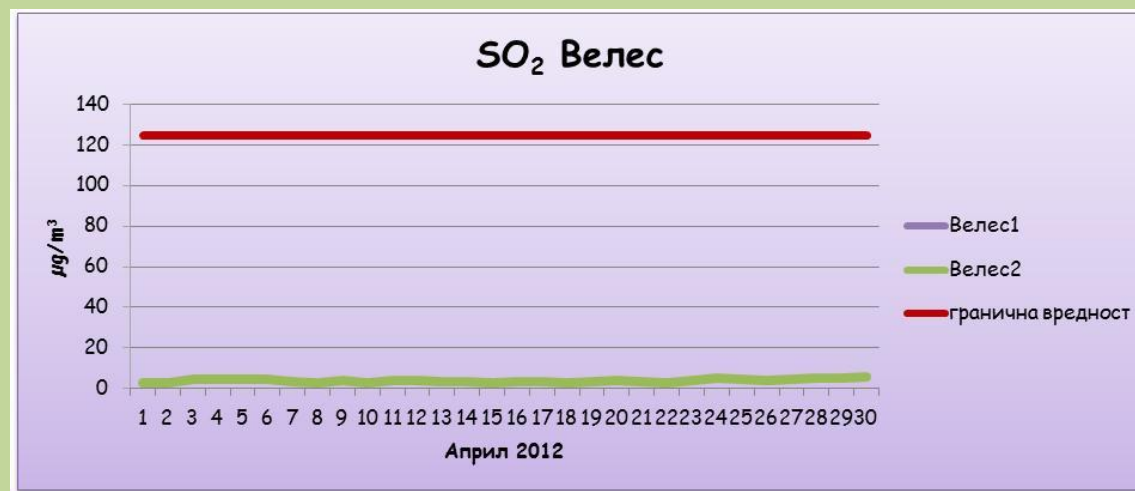 SO₂ Велес
140
120
100
80
60
40
20
0
µg/m³
1 2 3 4 5 6 7 8 9 10 11 12 13 14 15 16 17 18 19 20 21 22 23 24 25 26 27 28 29 30
Април 2012
Велес1
Велес2
гранична вредност